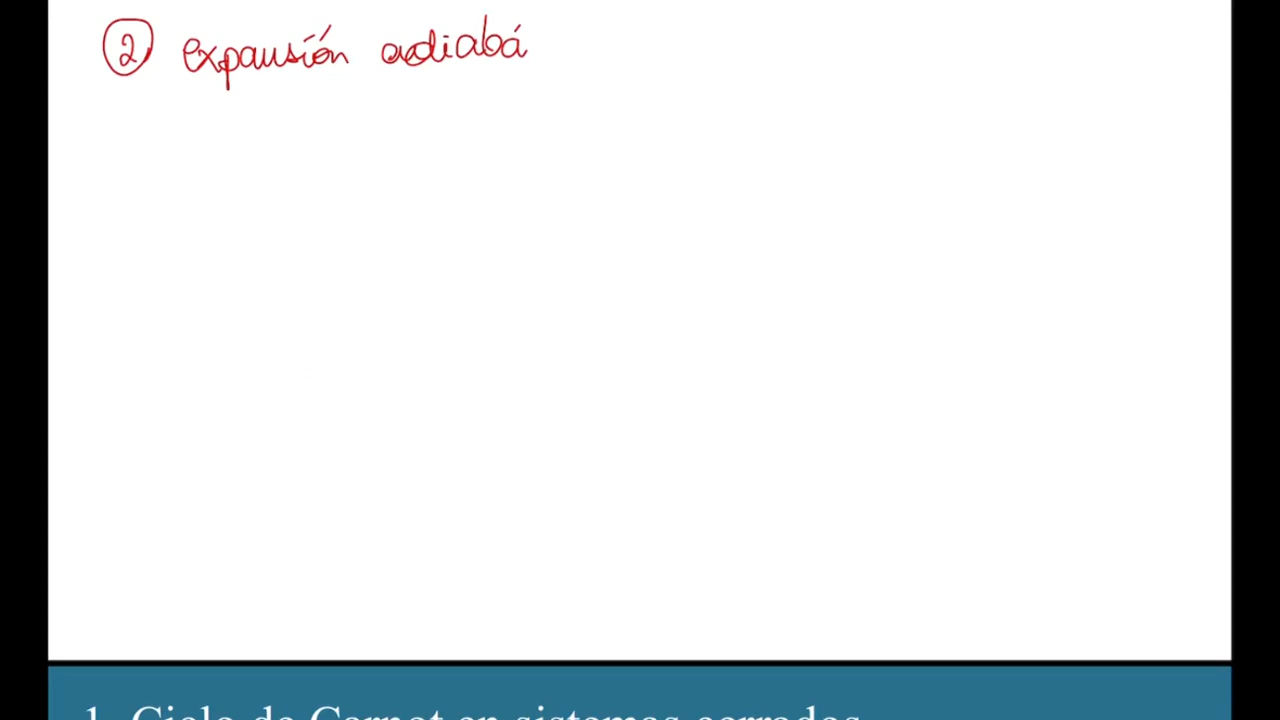 ② expansión adiabá
1. Ciclo de Carnot en sistemas cerrados